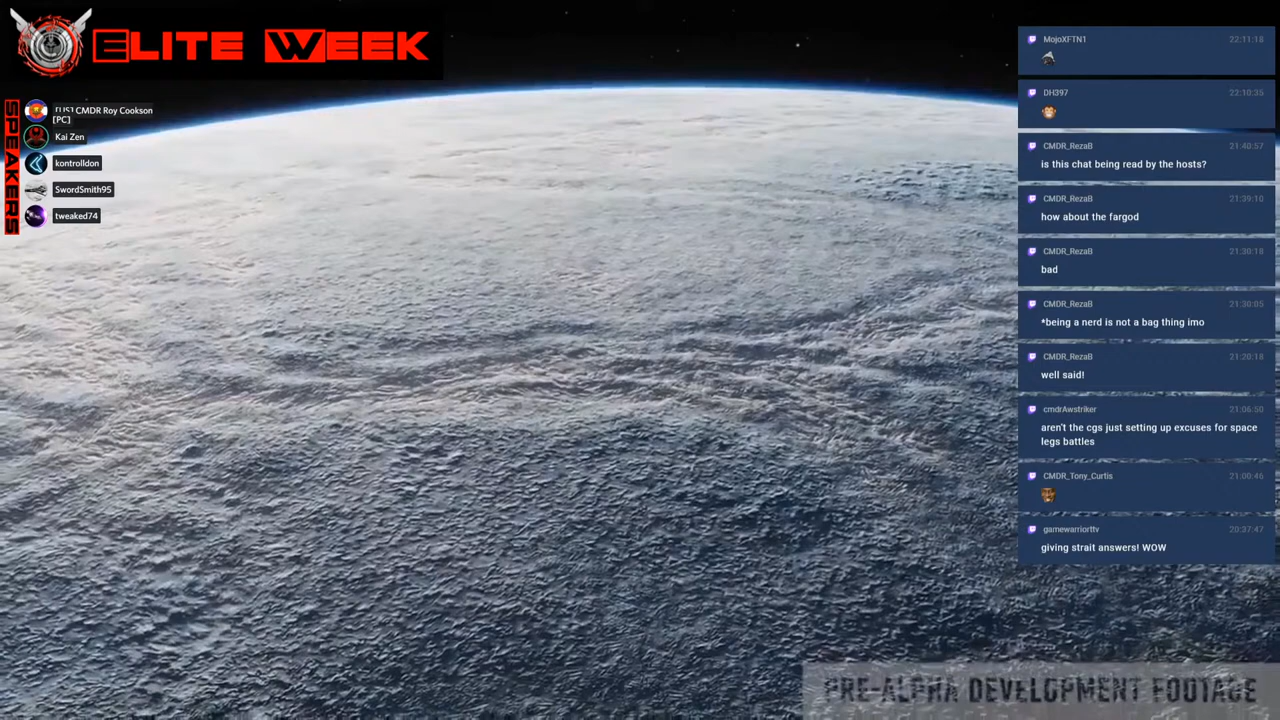 ELITE WEEK
SPEAKERS
[US] CMDR Roy Cookson
[PC]
Kai Zen
kontrolldon
SwordSmith95
tweaked74
MojoXFTN1 22:11:18
DH397 22:10:35
CMDR_RezaB 21:40:57
is this chat being read by the hosts?
CMDR_RezaB 21:39:10
how about the fargod
CMDR_RezaB 21:30:18
bad
CMDR_RezaB 21:30:05
*being a nerd is not a bag thing imo
CMDR_RezaB 21:20:18
well said!
cmdrAwstriker 21:06:50
aren't the cgs just setting up excuses for space
legs battles
CMDR_Tony_Curtis 21:00:46
gamewarriorttv 20:37:47
giving strait answers! WOW
PRE-ALPHA DEVELOPMENT FOOTAGE